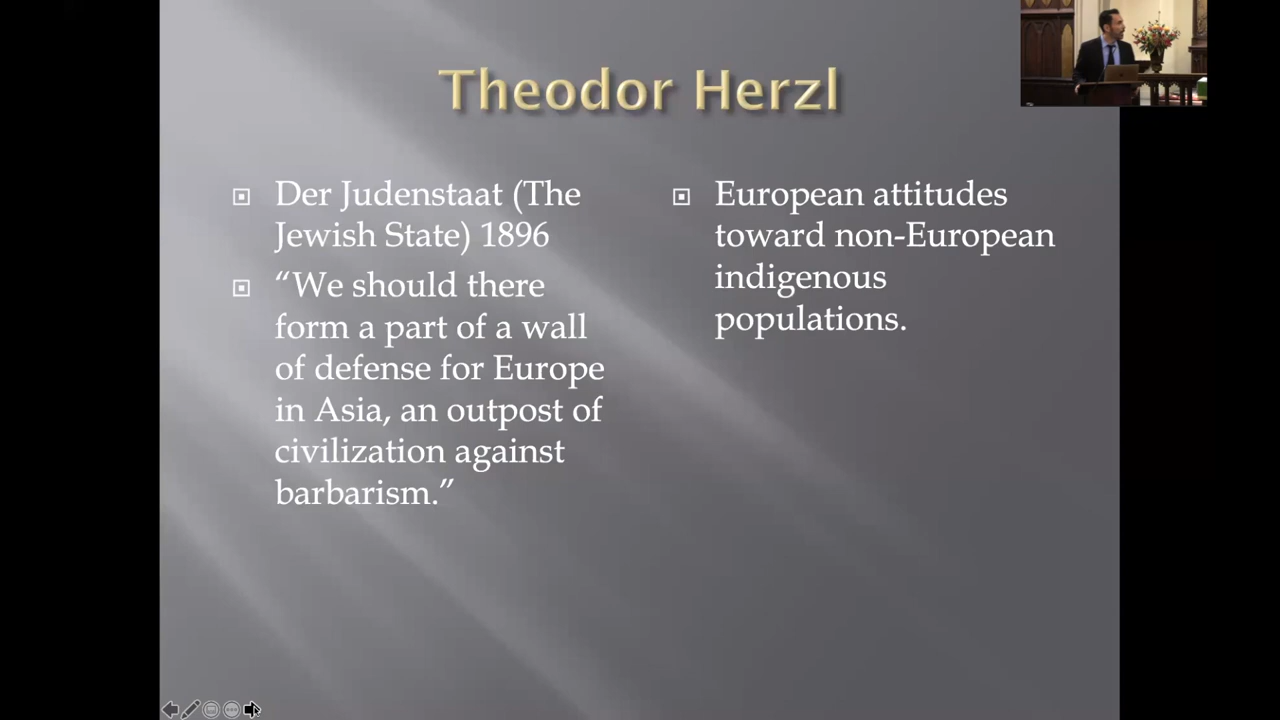 Theodor Herzl
Der Judenstaat (The
Jewish State) 1896
“We should there
form a part of a wall
of defense for Europe
in Asia, an outpost of
civilization against
barbarism.”
European attitudes
toward non-European
indigenous
populations.